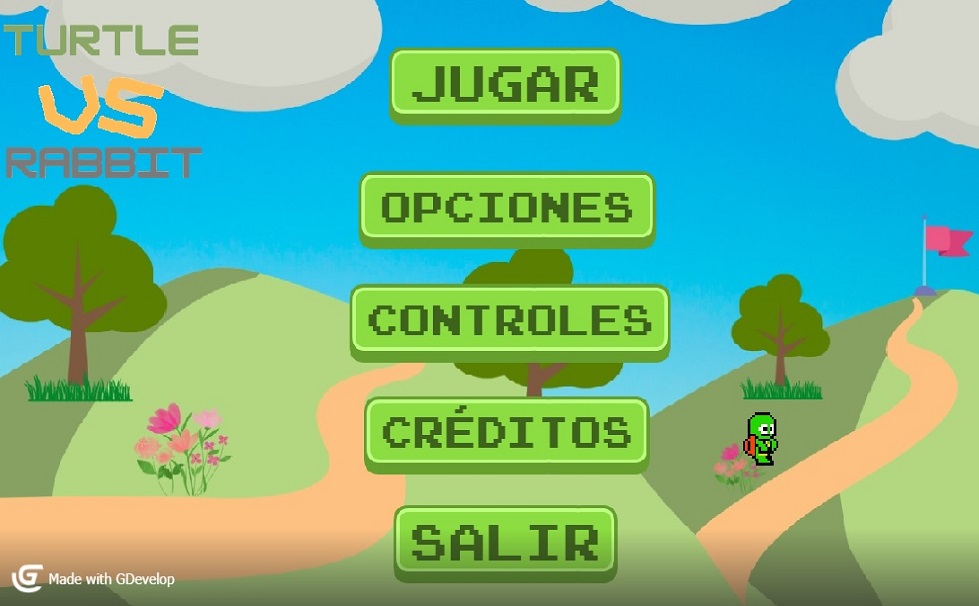 TURTLE
VS
RABBIT
JUGAR
OPCIONES
CONTROLES
CRÉDITOS
SALIR
Made with GDevelop